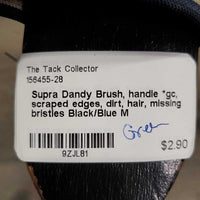 The Tack Collector
156455-28
Supra Dandy Brush, handle *gc,
scraped edges, dirt, hair, missing
bristles Black/Blue M
Green
$2.90
9ZJL81